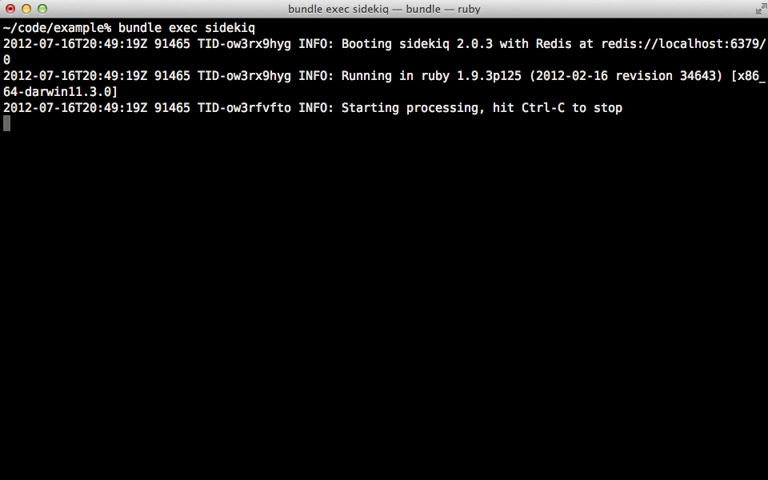 bundle exec sidekiq — bundle — ruby
~/code/example% bundle exec sidekiq
2012-07-16T20:49:19Z 91465 TID-ow3rx9hyg INFO: Booting sidekiq 2.0.3 with Redis at redis://localhost:6379/
0
2012-07-16T20:49:19Z 91465 TID-ow3rx9hyg INFO: Running in ruby 1.9.3p125 (2012-02-16 revision 34643) [x86_
64-darwin11.3.0]
2012-07-16T20:49:19Z 91465 TID-ow3rfvfto INFO: Starting processing, hit Ctrl-C to stop